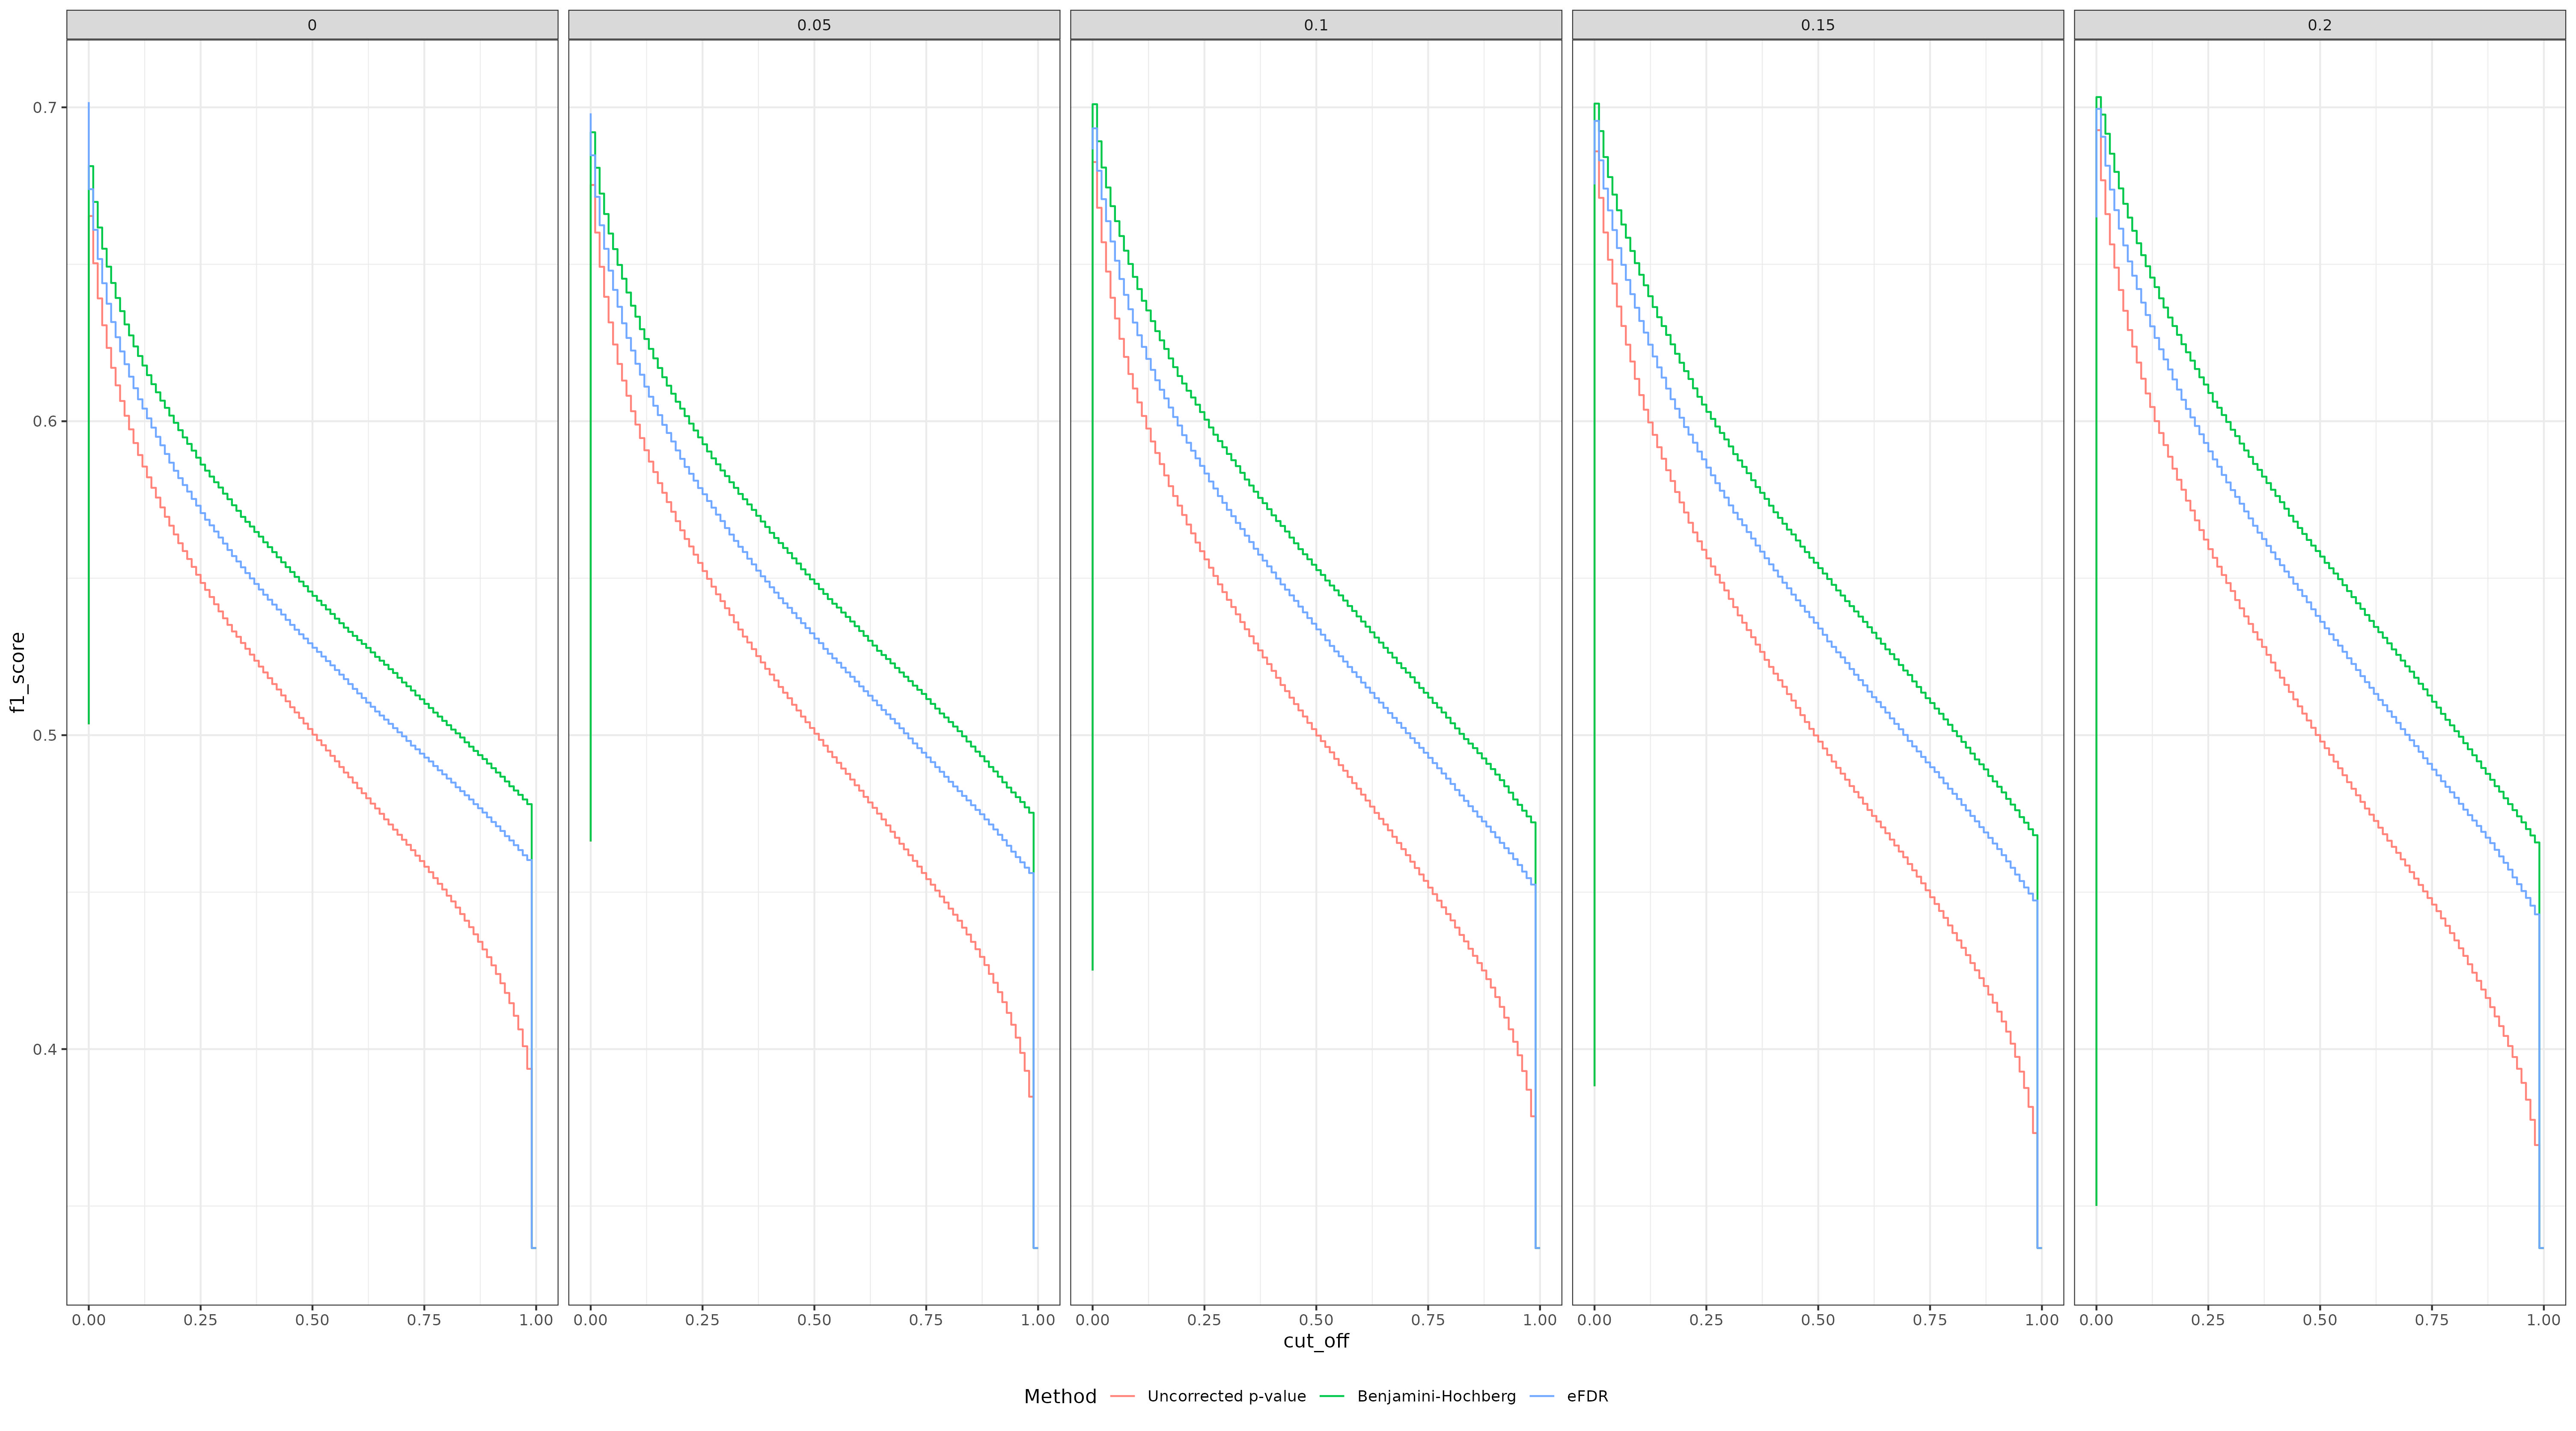 0 0.05 0.1 0.15 0.2
0.7
0.6
0.5
0.4
f1_score
0.00 0.25 0.50 0.75 1.00 0.00 0.25 0.50 0.75 1.00 0.00 0.25 0.50 0.75 1.00 0.00 0.25 0.50 0.75 1.00 0.00 0.25 0.50 0.75 1.00
cut_off
Method Uncorrected p-value Benjamini-Hochberg eFDR